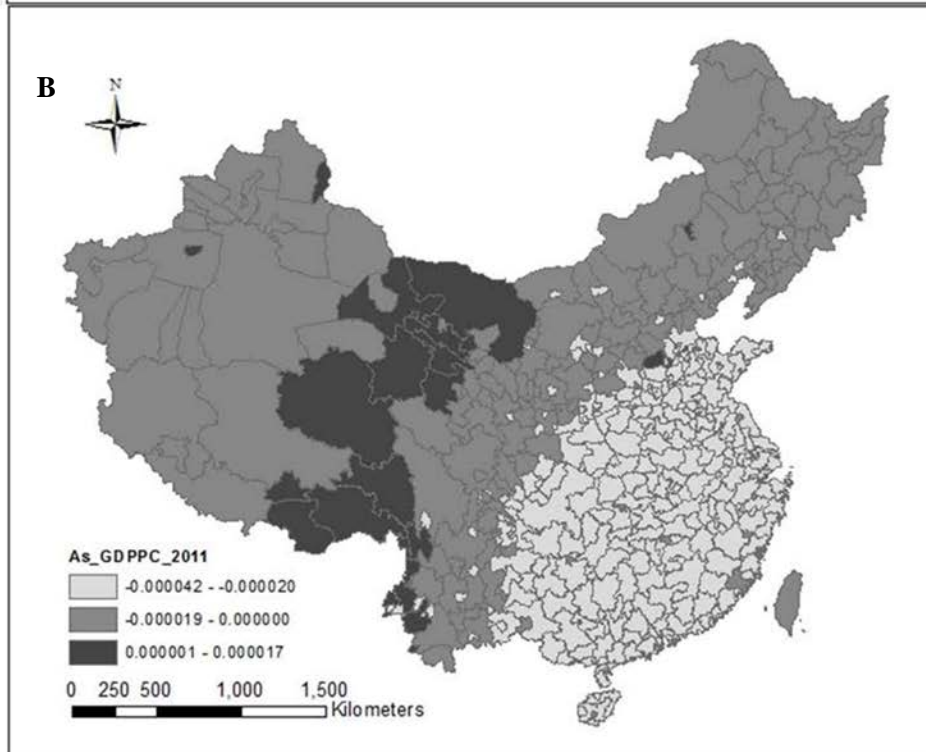 B
N
As_GDPPC_2011
-0.000042 - -0.000020
-0.000019 - 0.000000
0.000001 - 0.000017
0 250 500 1,000 1,500
Kilometers